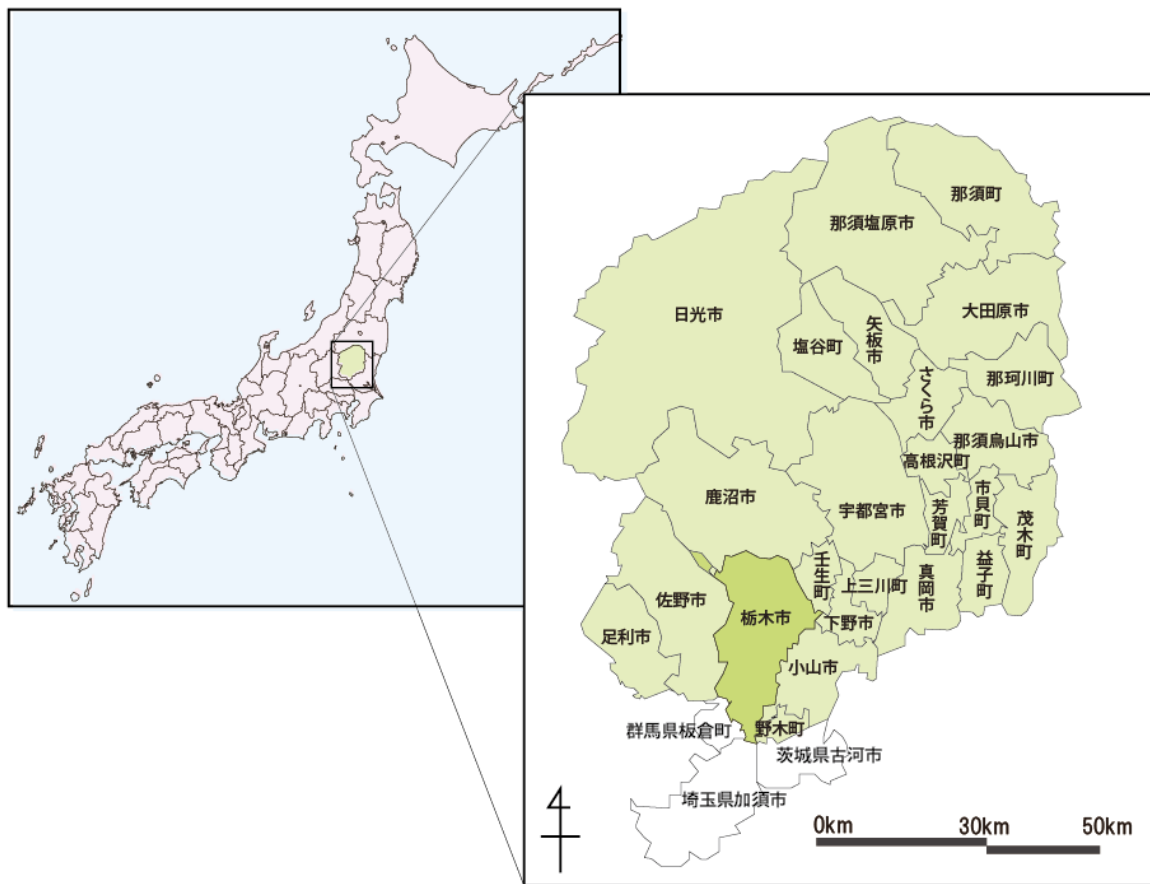 那須町
那須塩原市
日光市
大田原市
矢板市
塩谷町
那珂川町
さくら市
那須烏山市
高根沢町
鹿沼市
宇都宮市
芳賀町
市貝町
茂木町
壬生町
上三川町
真岡市
益子町
佐野市
栃木市
足利市
下野市
小山市
群馬県板倉町
野木町
茨城県古河市
埼玉県加須市
0km 30km 50km